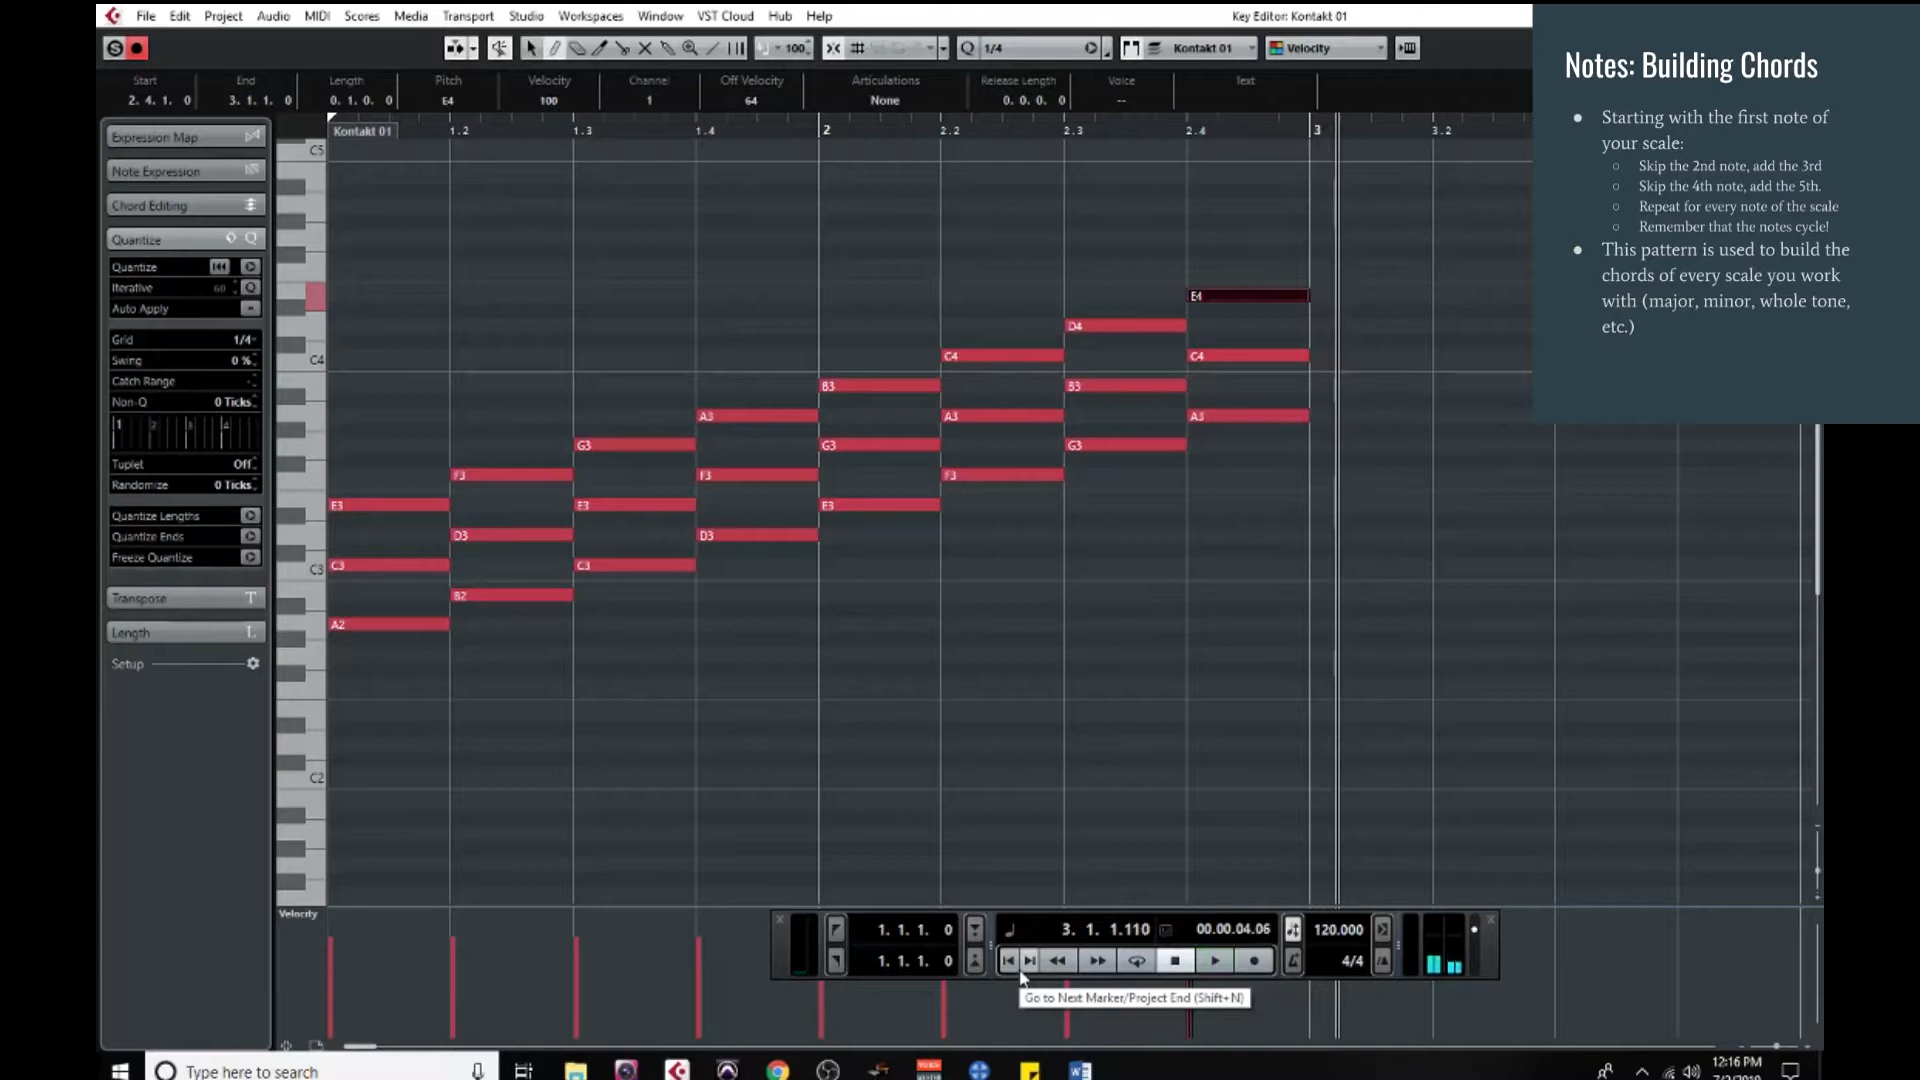 File Edit Project Audio MIDI Scores Media Transport Studio Workspaces Window VST Cloud Hub Help
Key Editor: Kontakt 01
100
1/4
Kontakt 01
Velocity
Start End Length Pitch Velocity Channel Off Velocity Articulations Release Length Voice Text
2. 4. 1. 0 3. 1. 1. 0 0. 1. 0. 0 E4 100 1 64 None 0. 0. 0. 0 --
Kontakt 01 1.2 1.3 1.4 2 2.2 2.3 2.4 3 3.2
Expression Map
Note Expression
Chord Editing
Quantize
Quantize
Iterative 60
Auto Apply
Grid 1/4
Swing 0 %
Catch Range -
Non-Q 0 Ticks
1 2 3 4
Tuplet Off
Randomize 0 Ticks
Quantize Lengths
Quantize Ends
Freeze Quantize
Transpose
Length
Setup
C5
C4
C3
C2
E4
D4
C4 C4
B3 B3
A3 A3 A3
G3 G3 G3
F3 F3 F3
E3 E3 E3
D3 D3
C3 C3
B2
A2
Velocity
1. 1. 1. 0 3. 1. 1.110 00.00.04.06 120.000
1. 1. 1. 0 4/4
Go to Next Marker/Project End (Shift+N)
Notes: Building Chords
● Starting with the first note of
your scale:
○ Skip the 2nd note, add the 3rd
○ Skip the 4th note, add the 5th.
○ Repeat for every note of the scale
○ Remember that the notes cycle!
● This pattern is used to build the
chords of every scale you work
with (major, minor, whole tone,
etc.)
Type here to search
12:16 PM